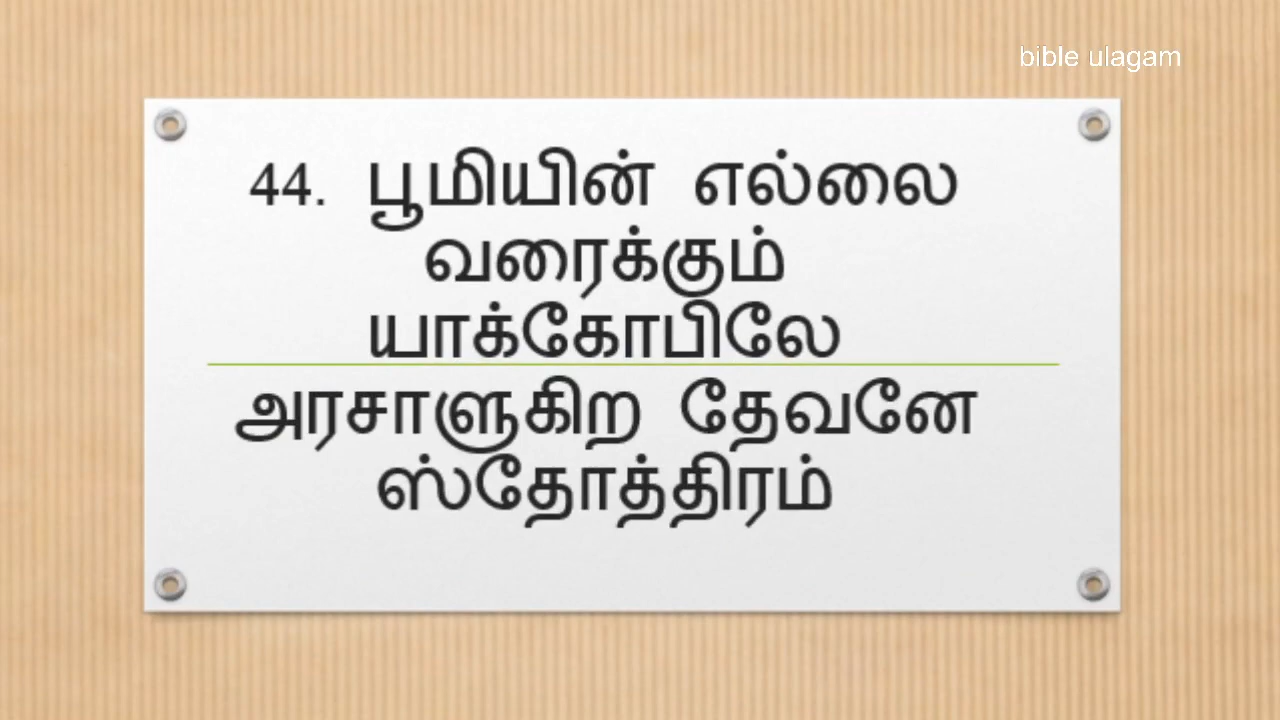 bible ulagam
44. பூமியின் எல்லை
வரைக்கும்
யாக்கோபிலே
அரசாளுகிற தேவனே
ஸ்தோத்திரம்